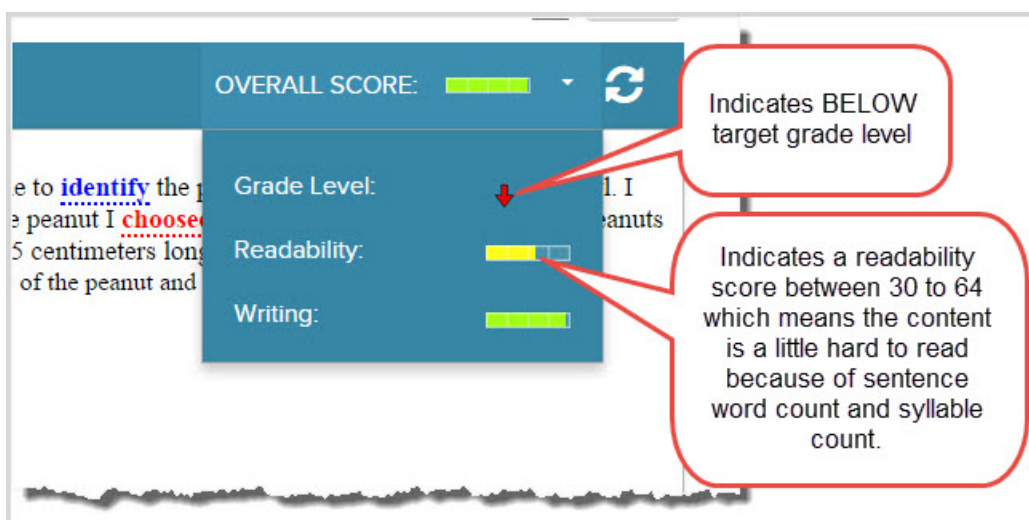 OVERALL SCORE:
Indicates BELOW
target grade level
e to identify the
Grade Level:
l. I
e peanut I
Readability:
eanuts
5 centimeters long
of the peanut and
Writing:
Indicates a readability
score between 30 to 64
which means the content
is a little hard to read
because of sentence
word count and syllable
count.